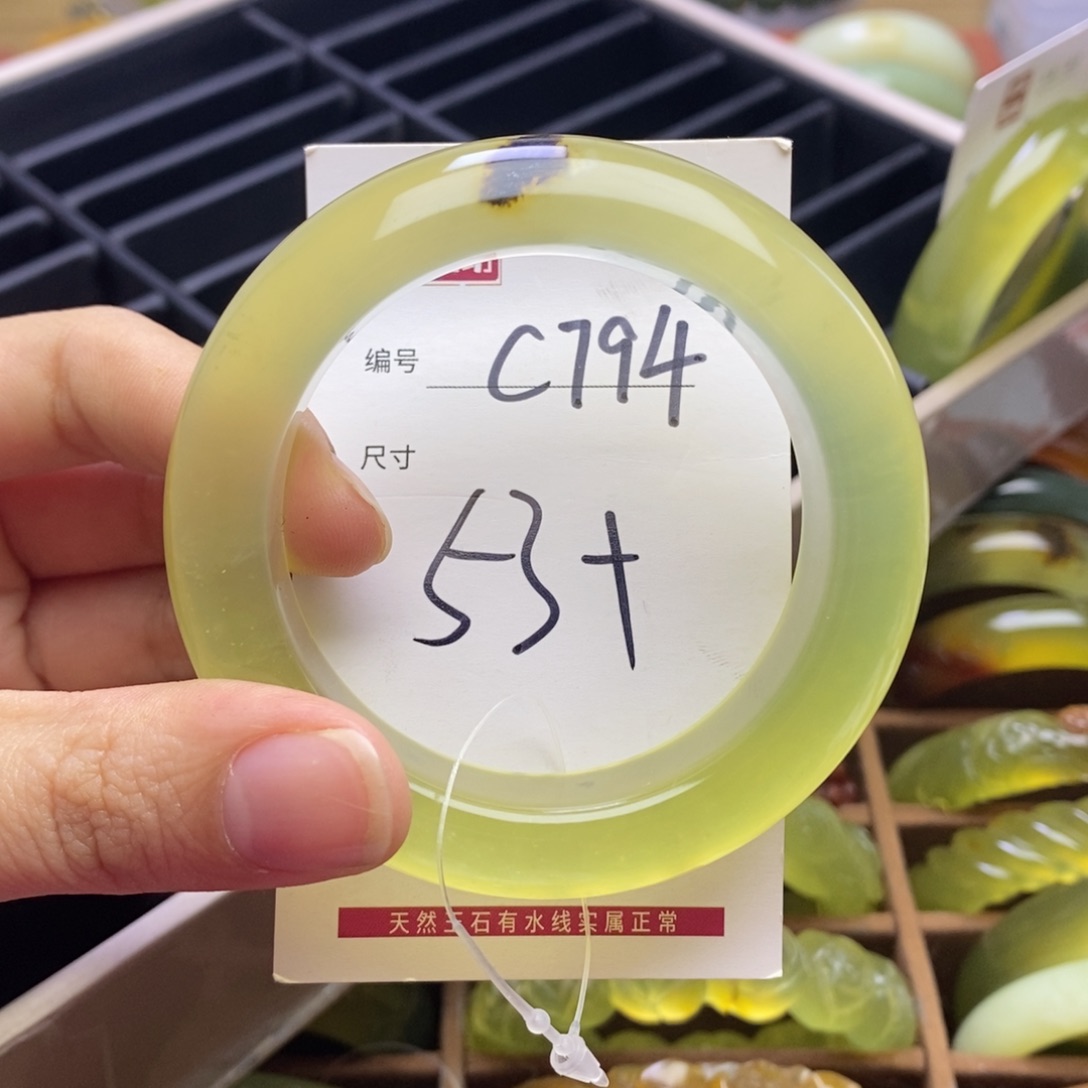 编号 C794
尺寸
53+
天然玉石有水线实属正常